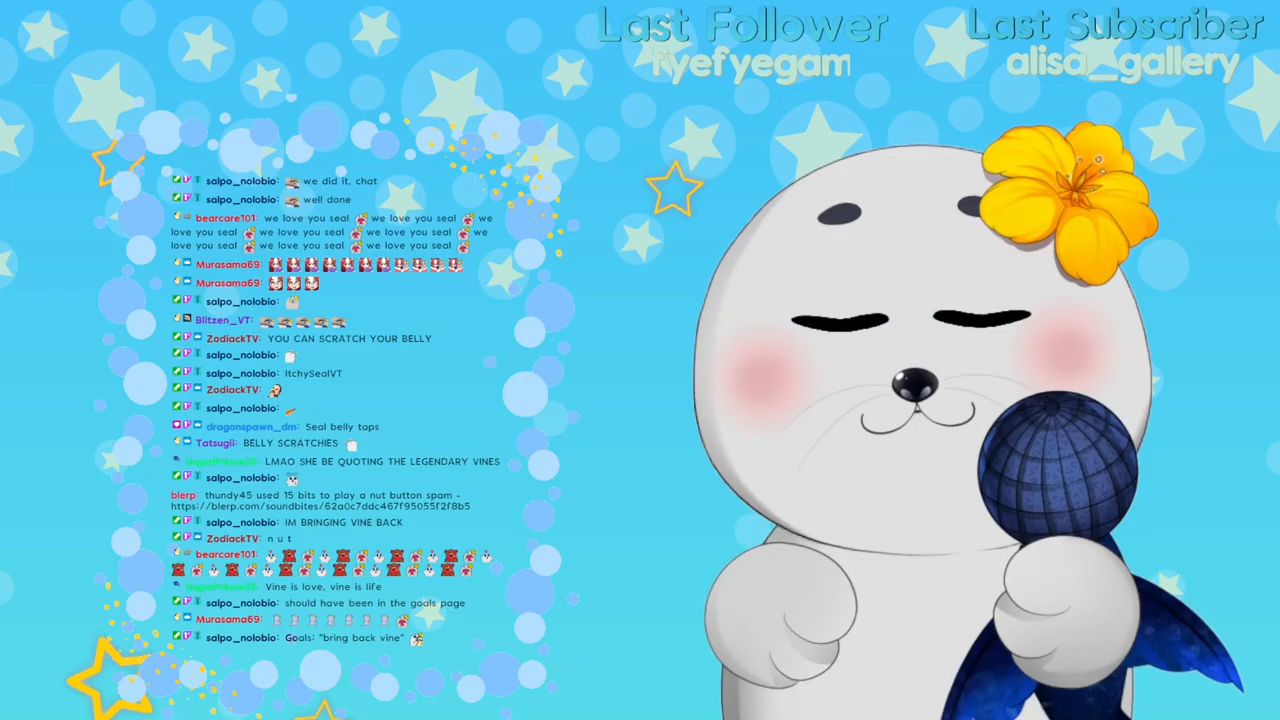 Last Follower
Last Subscriber
fyefyegam
alisa_gallery
salpo_nolobio: we did it, chat
salpo_nolobio: well done
bearcare101: we love you seal we love you seal we
love you seal we love you seal we love you seal we
love you seal we love you seal we love you seal
Murasama69:
Murasama69:
salpo_nolobio:
Blitzen_VT:
ZodiackTV: YOU CAN SCRATCH YOUR BELLY
salpo_nolobio:
salpo_nolobio: ItchySealVT
ZodiackTV:
salpo_nolobio:
dragonspawn_dm: Seal belly taps
Tatsugii: BELLY SCRATCHIES
LMAO SHE BE QUOTING THE LEGENDARY VINES
salpo_nolobio:
blerp: thundy45 used 15 bits to play a nut button spam -
https://blerp.com/soundbites/62a0c7ddc467f95055f2f8b5
salpo_nolobio: IM BRINGING VINE BACK
ZodiackTV: n u t
bearcare101:
Vine is love, vine is life
salpo_nolobio: should have been in the goals page
Murasama69:
salpo_nolobio: Goals: "bring back vine"